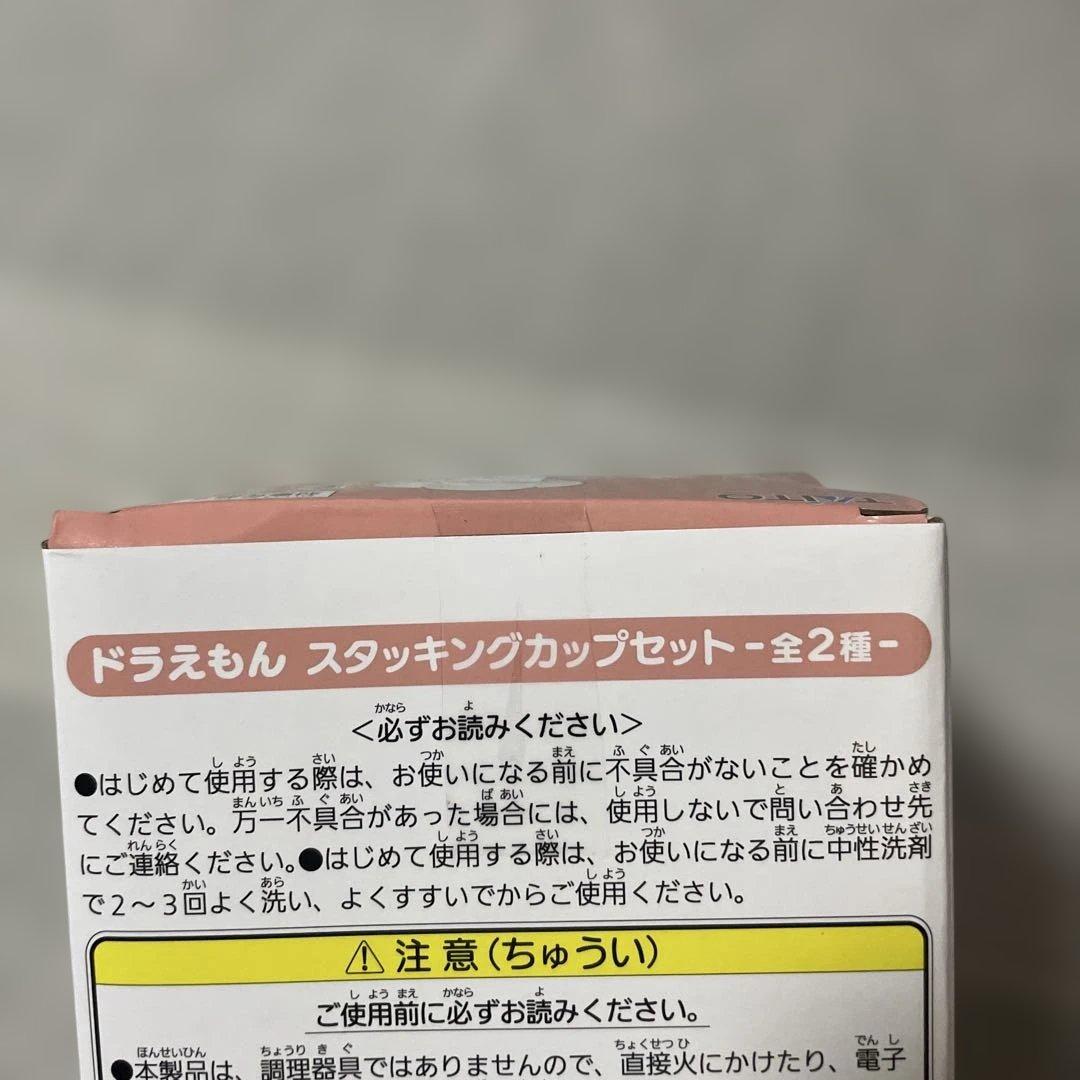 TAITO
ドラえもん スタッキングカップセット -全2種-
<必ずお読みください>
●はじめて使用する際は、お使いになる前に不具合がないことを確かめ
てください。万一不具合があった場合には、使用しないで問い合わせ先
にご連絡ください。●はじめて使用する際は、お使いになる前に中性洗剤
で2～3回よく洗い、よくすすいでからご使用ください。
⚠ 注意(ちゅうい)
ご使用前に必ずお読みください。
●本製品は、調理器具ではありませんので、直接火にかけたり、電子